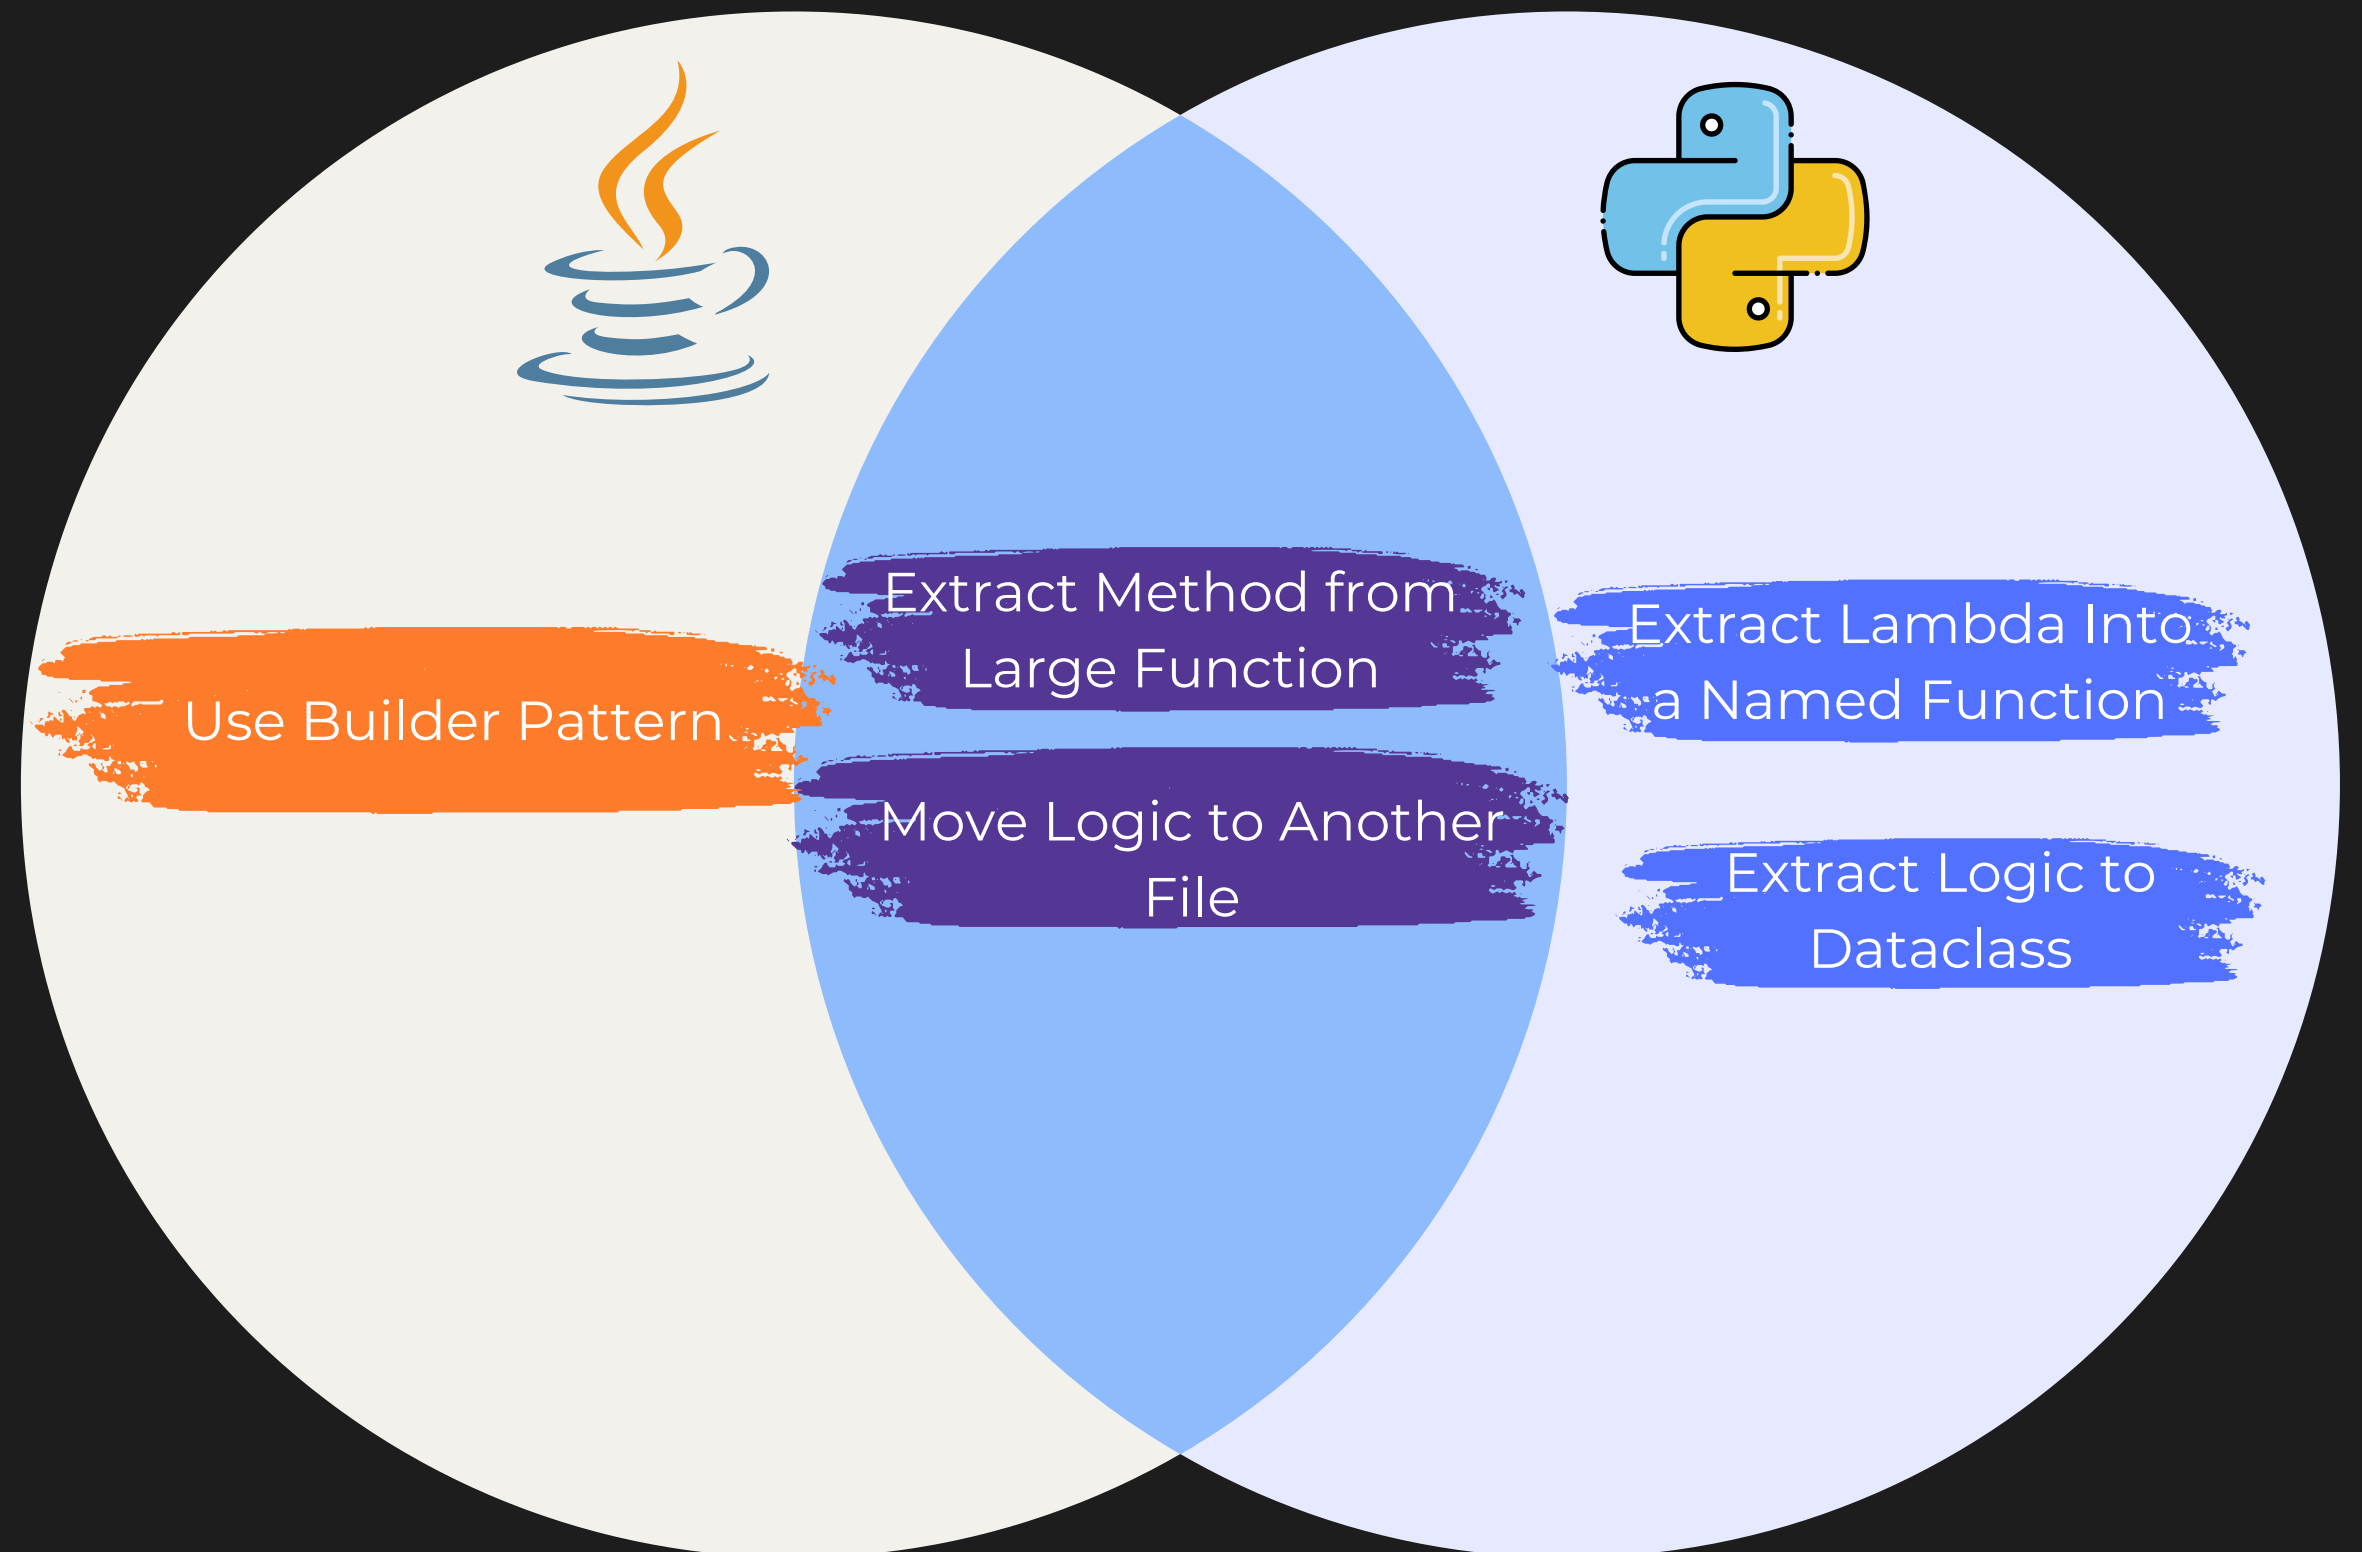 Use Builder Pattern
Extract Method from
Large Function
Move Logic to Another
File
Extract Lambda Into
a Named Function
Extract Logic to
Dataclass